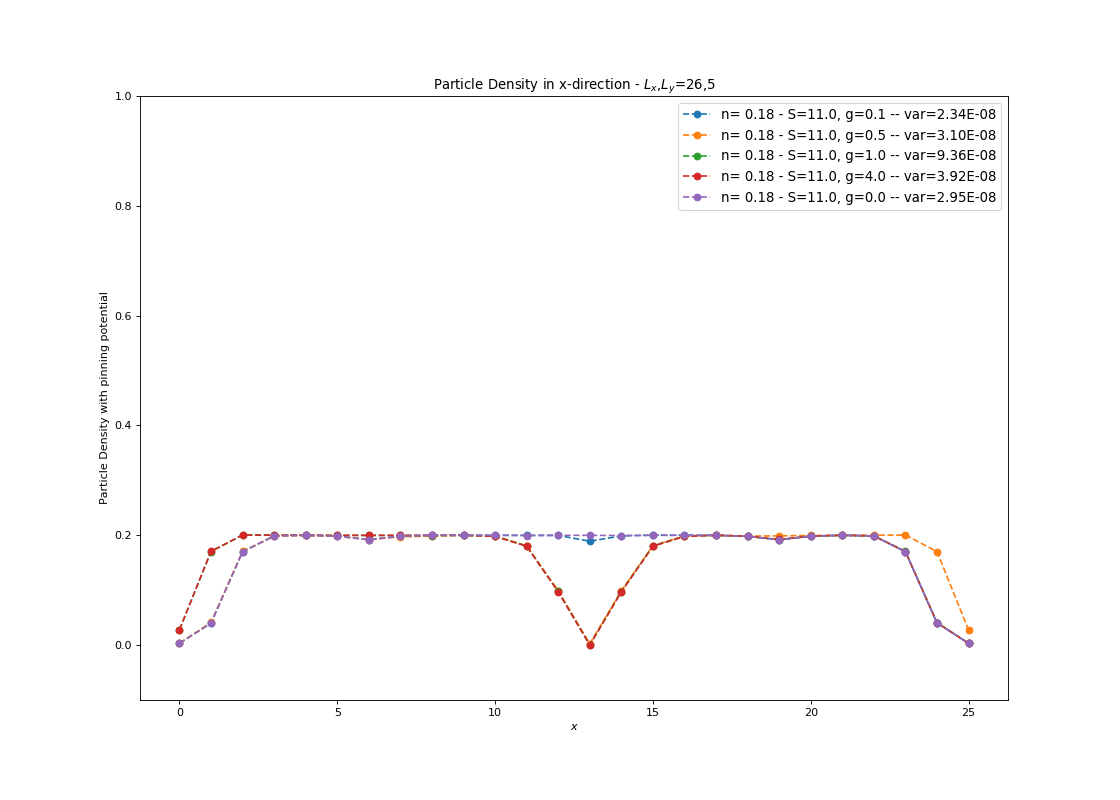 Particle Density in x-direction - Lx,Ly=26,5
1.0
0.8
0.6
0.4
0.2
0.0
Particle Density with pinning potential
n= 0.18 - S=11.0, g=0.1 -- var=2.34E-08
n= 0.18 - S=11.0, g=0.5 -- var=3.10E-08
n= 0.18 - S=11.0, g=1.0 -- var=9.36E-08
n= 0.18 - S=11.0, g=4.0 -- var=3.92E-08
n= 0.18 - S=11.0, g=0.0 -- var=2.95E-08
0 5 10 15 20 25
x